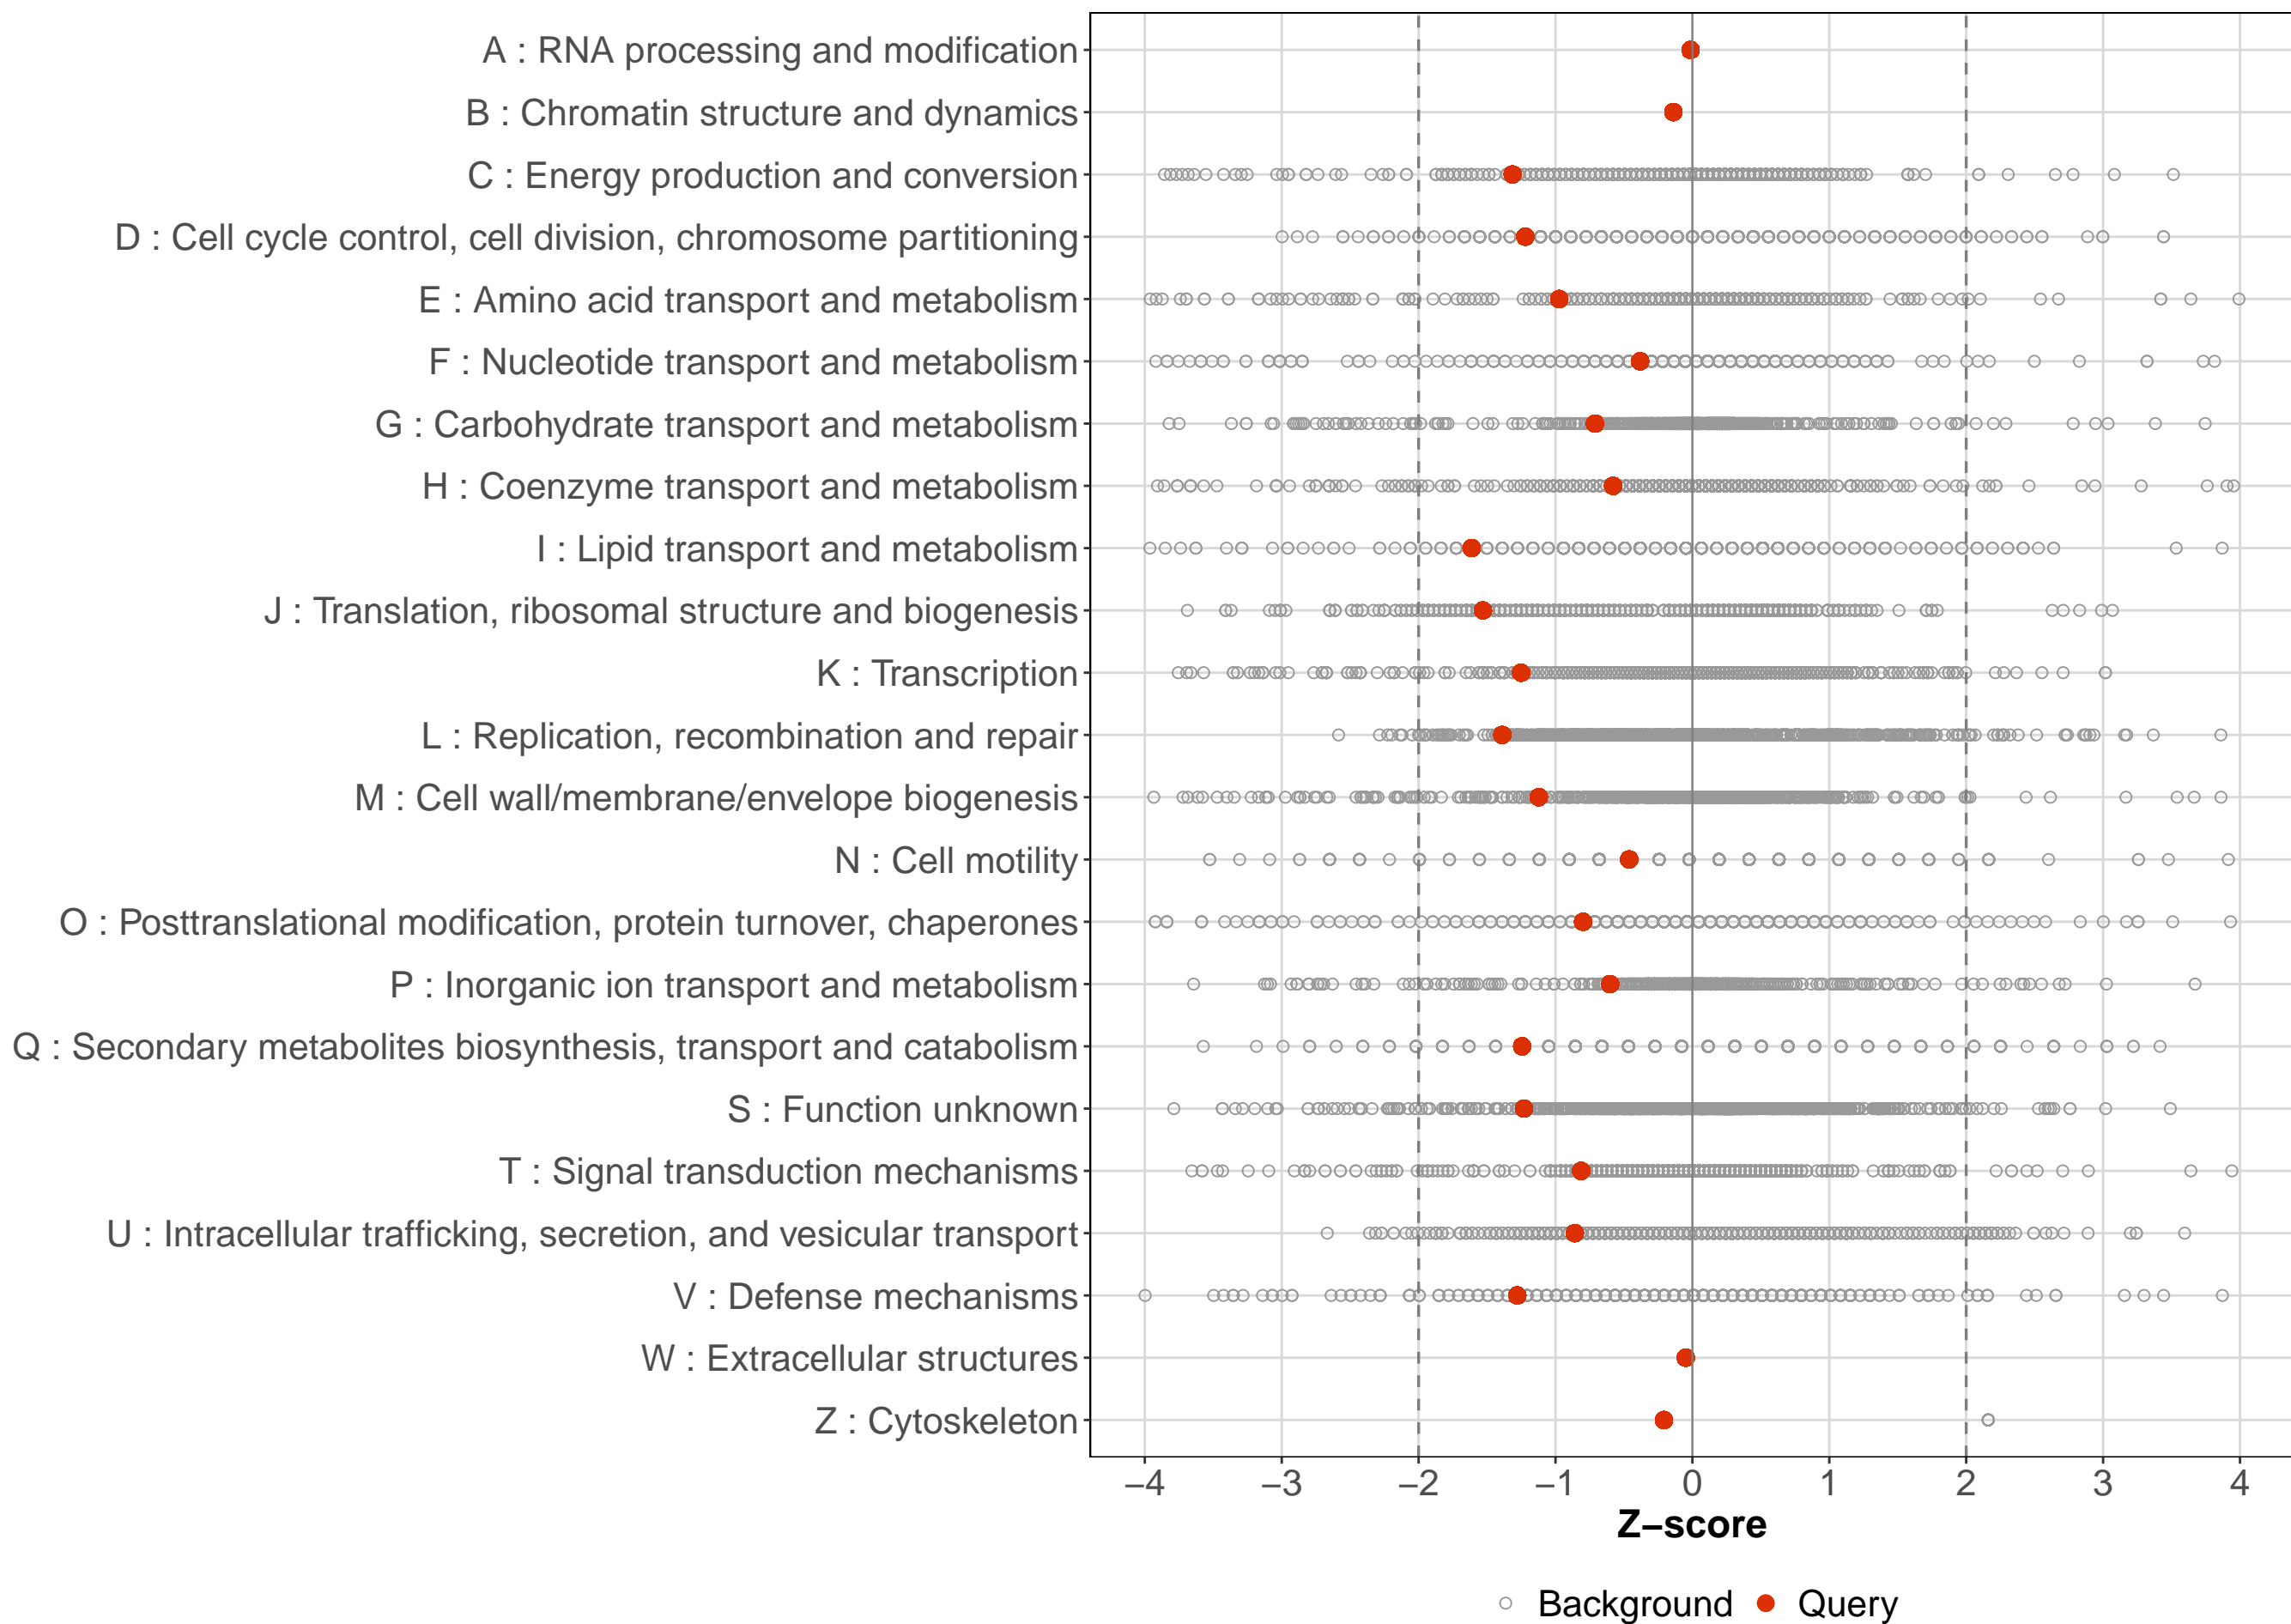 A : RNA processing and modification
B : Chromatin structure and dynamics
C : Energy production and conversion
D : Cell cycle control, cell division, chromosome partitioning
E : Amino acid transport and metabolism
F : Nucleotide transport and metabolism
G : Carbohydrate transport and metabolism
H : Coenzyme transport and metabolism
I : Lipid transport and metabolism
J : Translation, ribosomal structure and biogenesis
K : Transcription
L : Replication, recombination and repair
M : Cell wall/membrane/envelope biogenesis
N : Cell motility
O : Posttranslational modification, protein turnover, chaperones
P : Inorganic ion transport and metabolism
Q : Secondary metabolites biosynthesis, transport and catabolism
S : Function unknown
T : Signal transduction mechanisms
U : Intracellular trafficking, secretion, and vesicular transport
V : Defense mechanisms
W : Extracellular structures
Z : Cytoskeleton
−4 −3 −2 −1 0 1 2 3 4
Z−score
Background Query